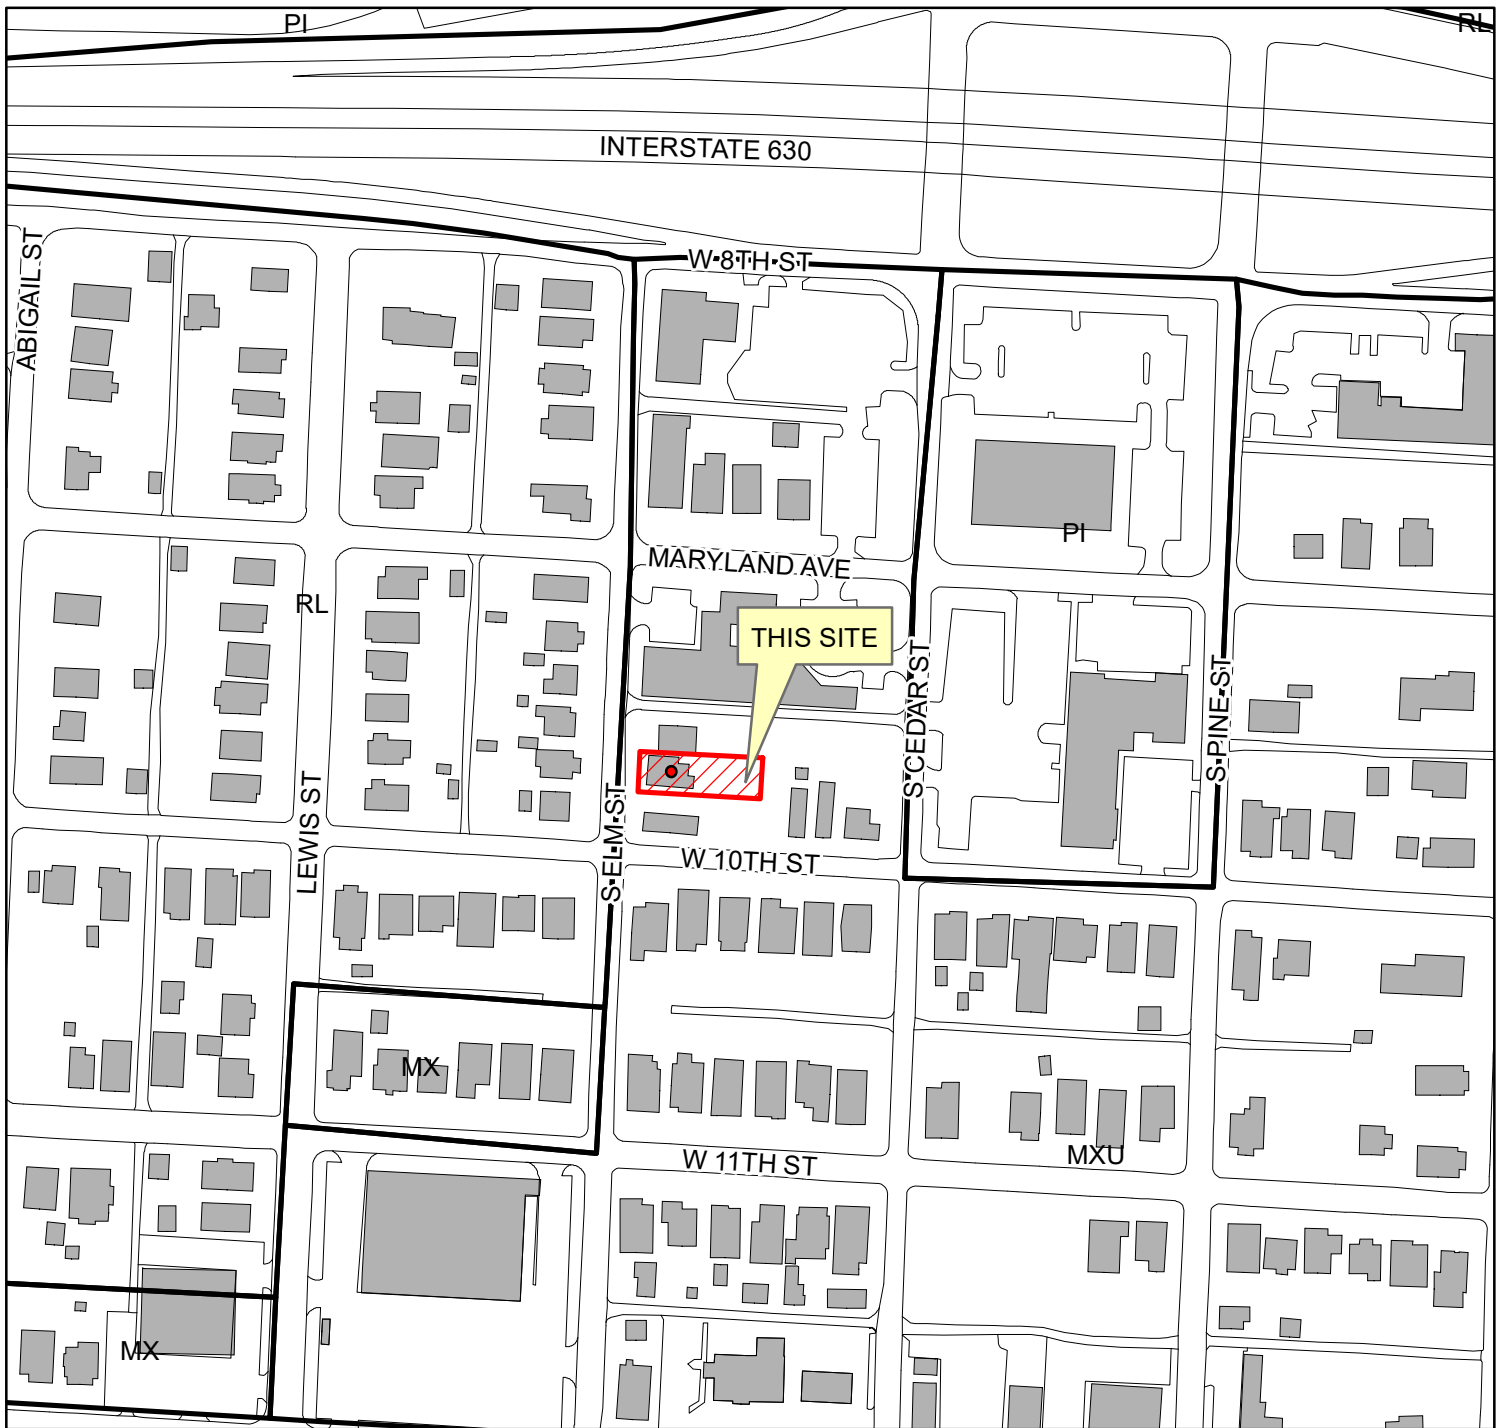 PI
RL
INTERSTATE 630
W 8TH ST
ABIGAIL ST
PI
MARYLAND AVE
RL
THIS SITE
S CEDAR ST
S PINE ST
LEWIS ST
S ELM ST
W 10TH ST
MX
W 11TH ST
MXU
MX